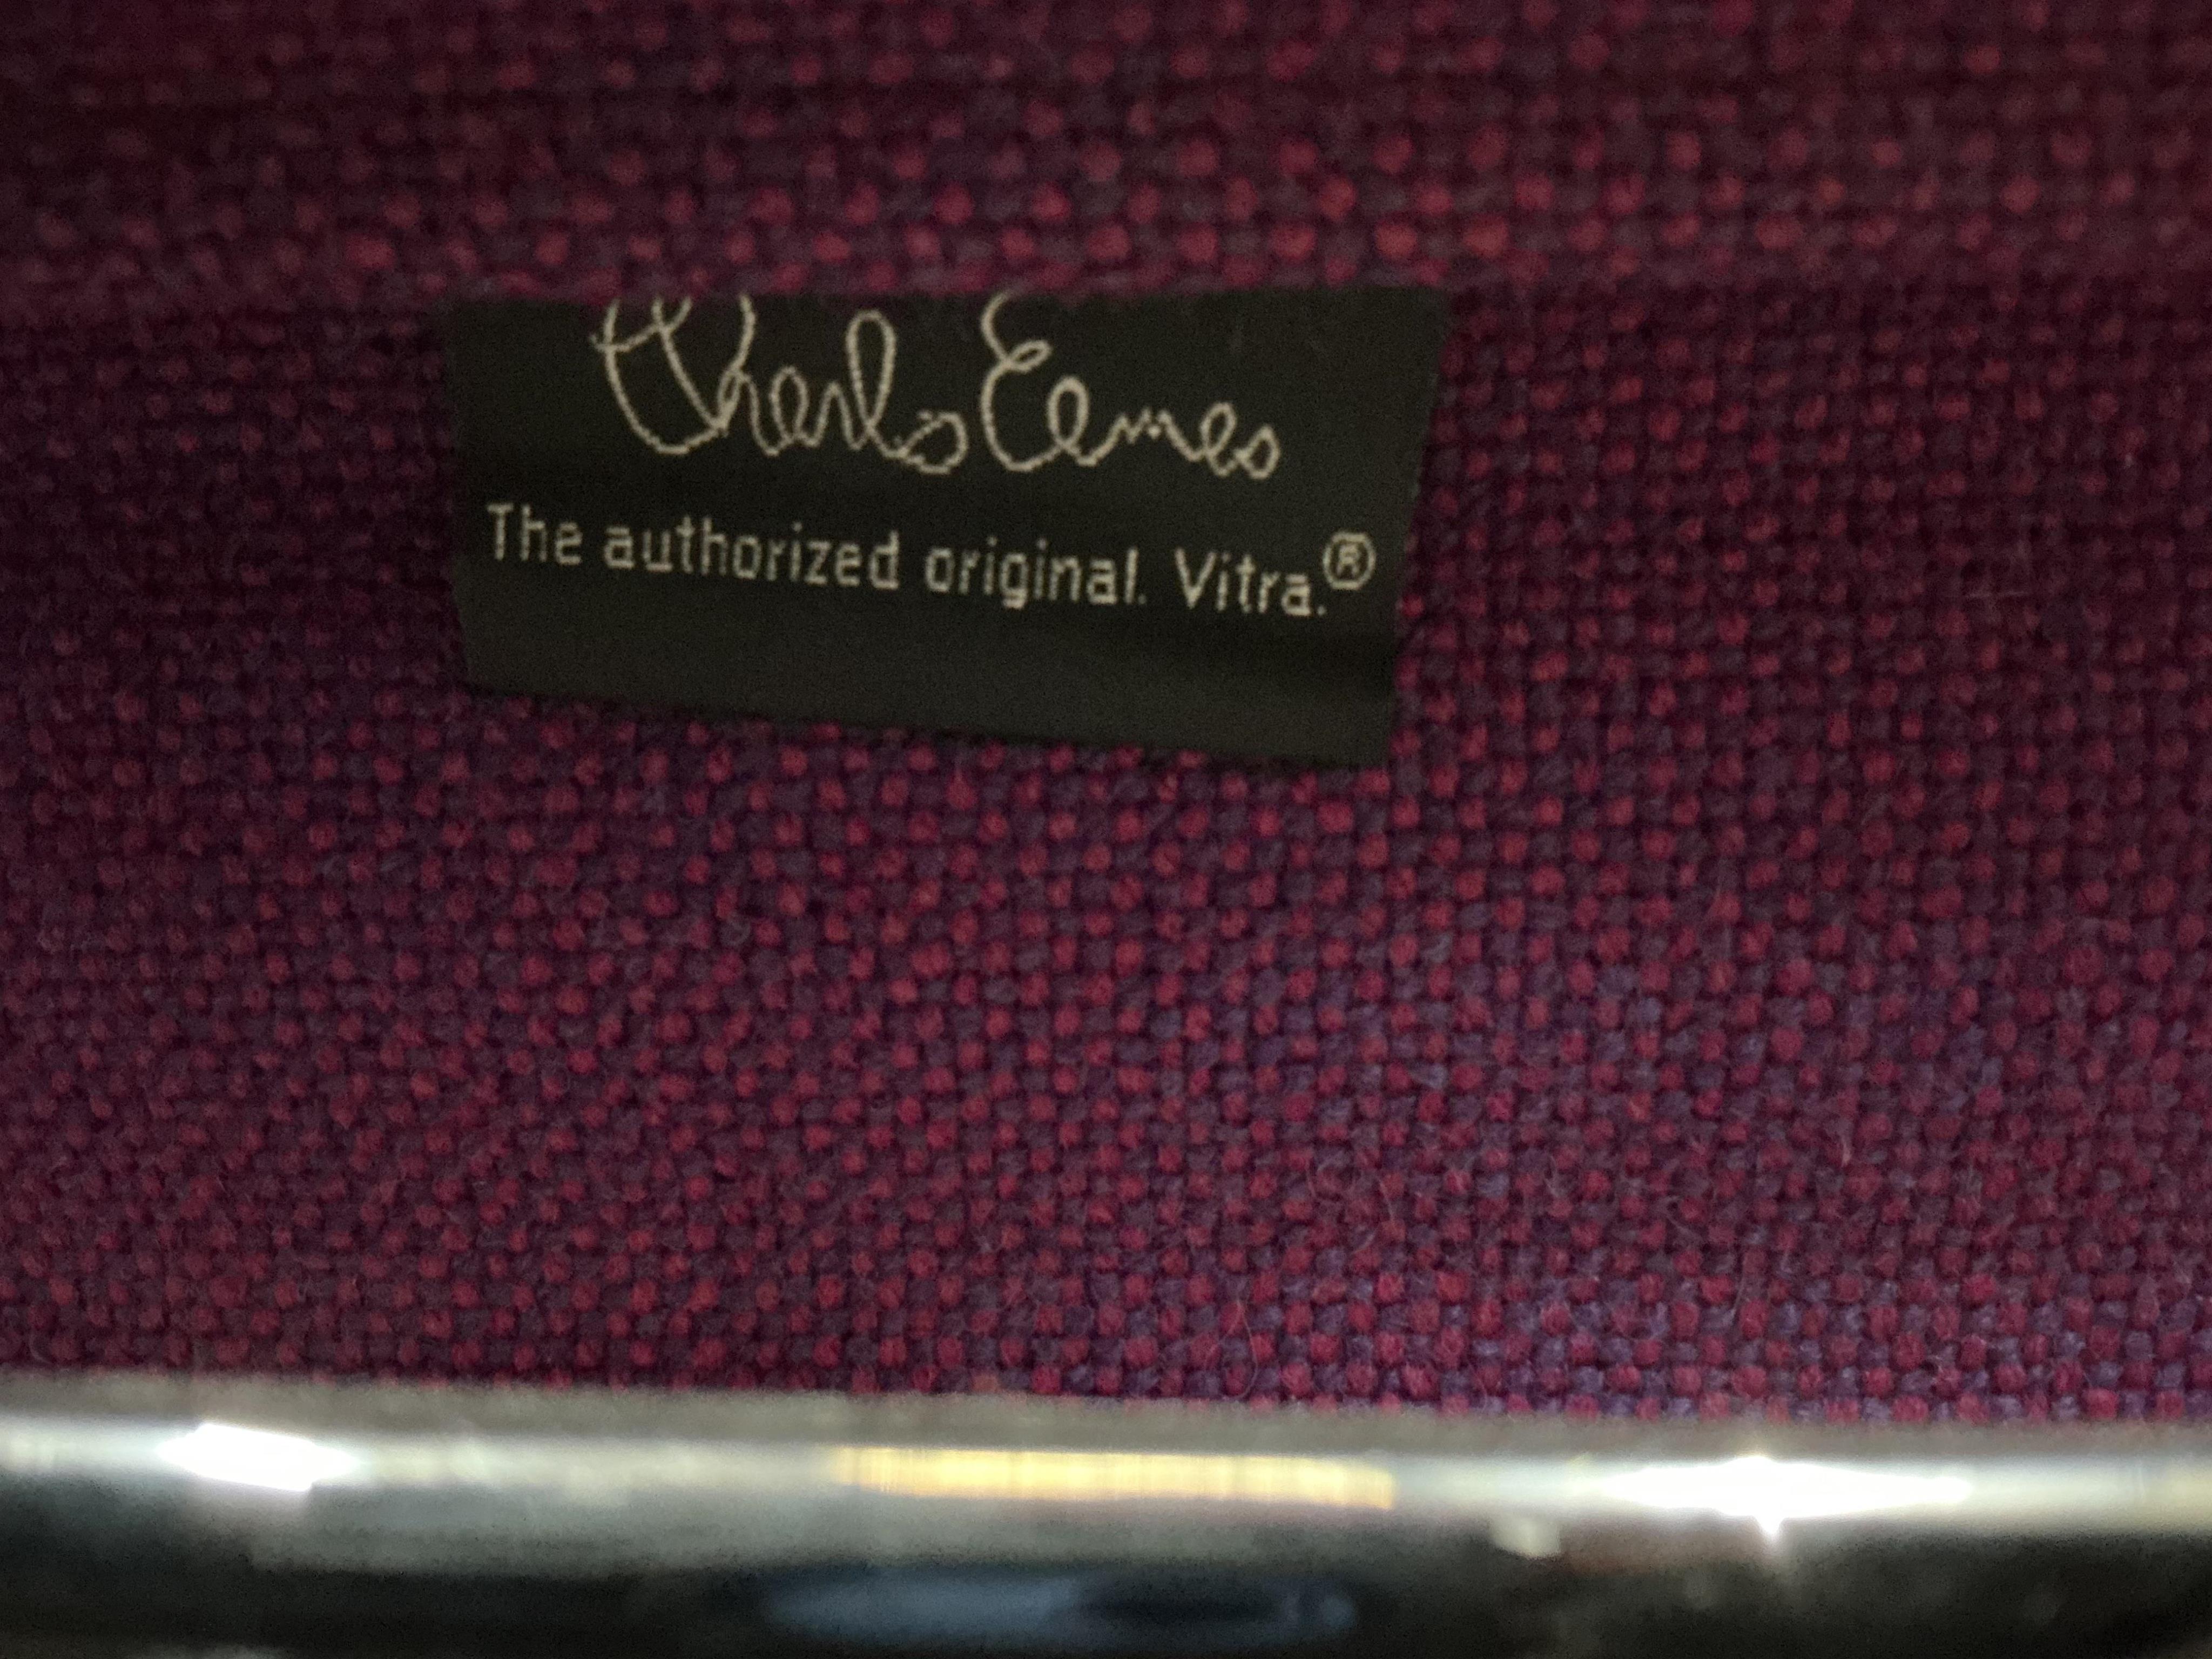 Charles Eames
The authorized original. Vitra.®